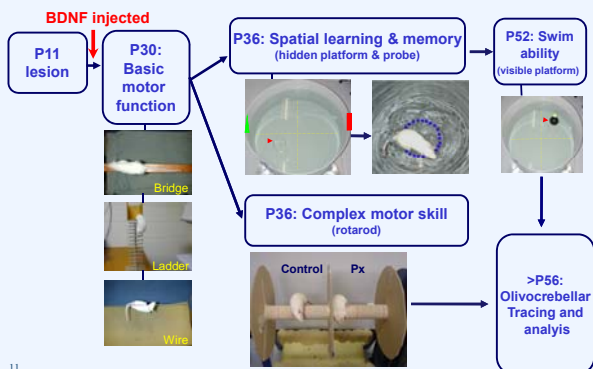 BDNF injected
P11
lesion
P30:
Basic
motor
function
Bridge
Ladder
Wire
P36: Spatial learning & memory
(hidden platform & probe)
P52: Swim
ability
(visible platform)
P36: Complex motor skill
(rotarod)
Control Px
>P56:
Olivocrebellar
Tracing and
analyis
11